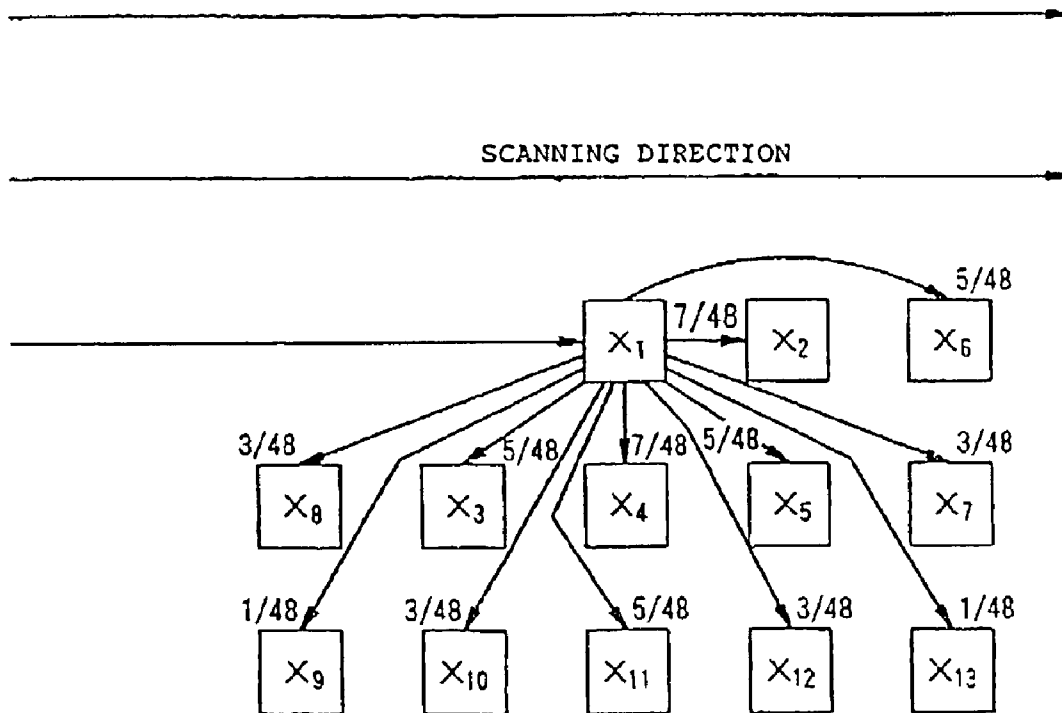 SCANNING DIRECTION
5/48
X1 7/48 X2 X6
3/48 5/48 7/48 5/48 3/48
X8 X3 X4 X5 X7
1/48 3/48 5/48 3/48 1/48
X9 X10 X11 X12 X13